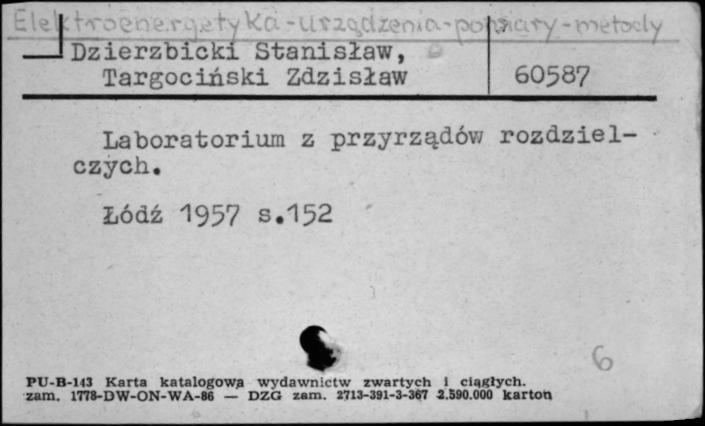 Elektroenergetyka-urządzenia-pomiary-metody
Dzierzbicki Stanisław,
Targociński Zdzisław
60587
Laboratorium z przyrządów rozdziel-
czych.
Łódź 1957 s.152
6
PU-B-143 Karta katalogowa wydawnictw zwartych i ciągłych.
zam. 1778-DW-ON-WA-86 — DZG zam. 2713-391-3-367 2.590.000 karton